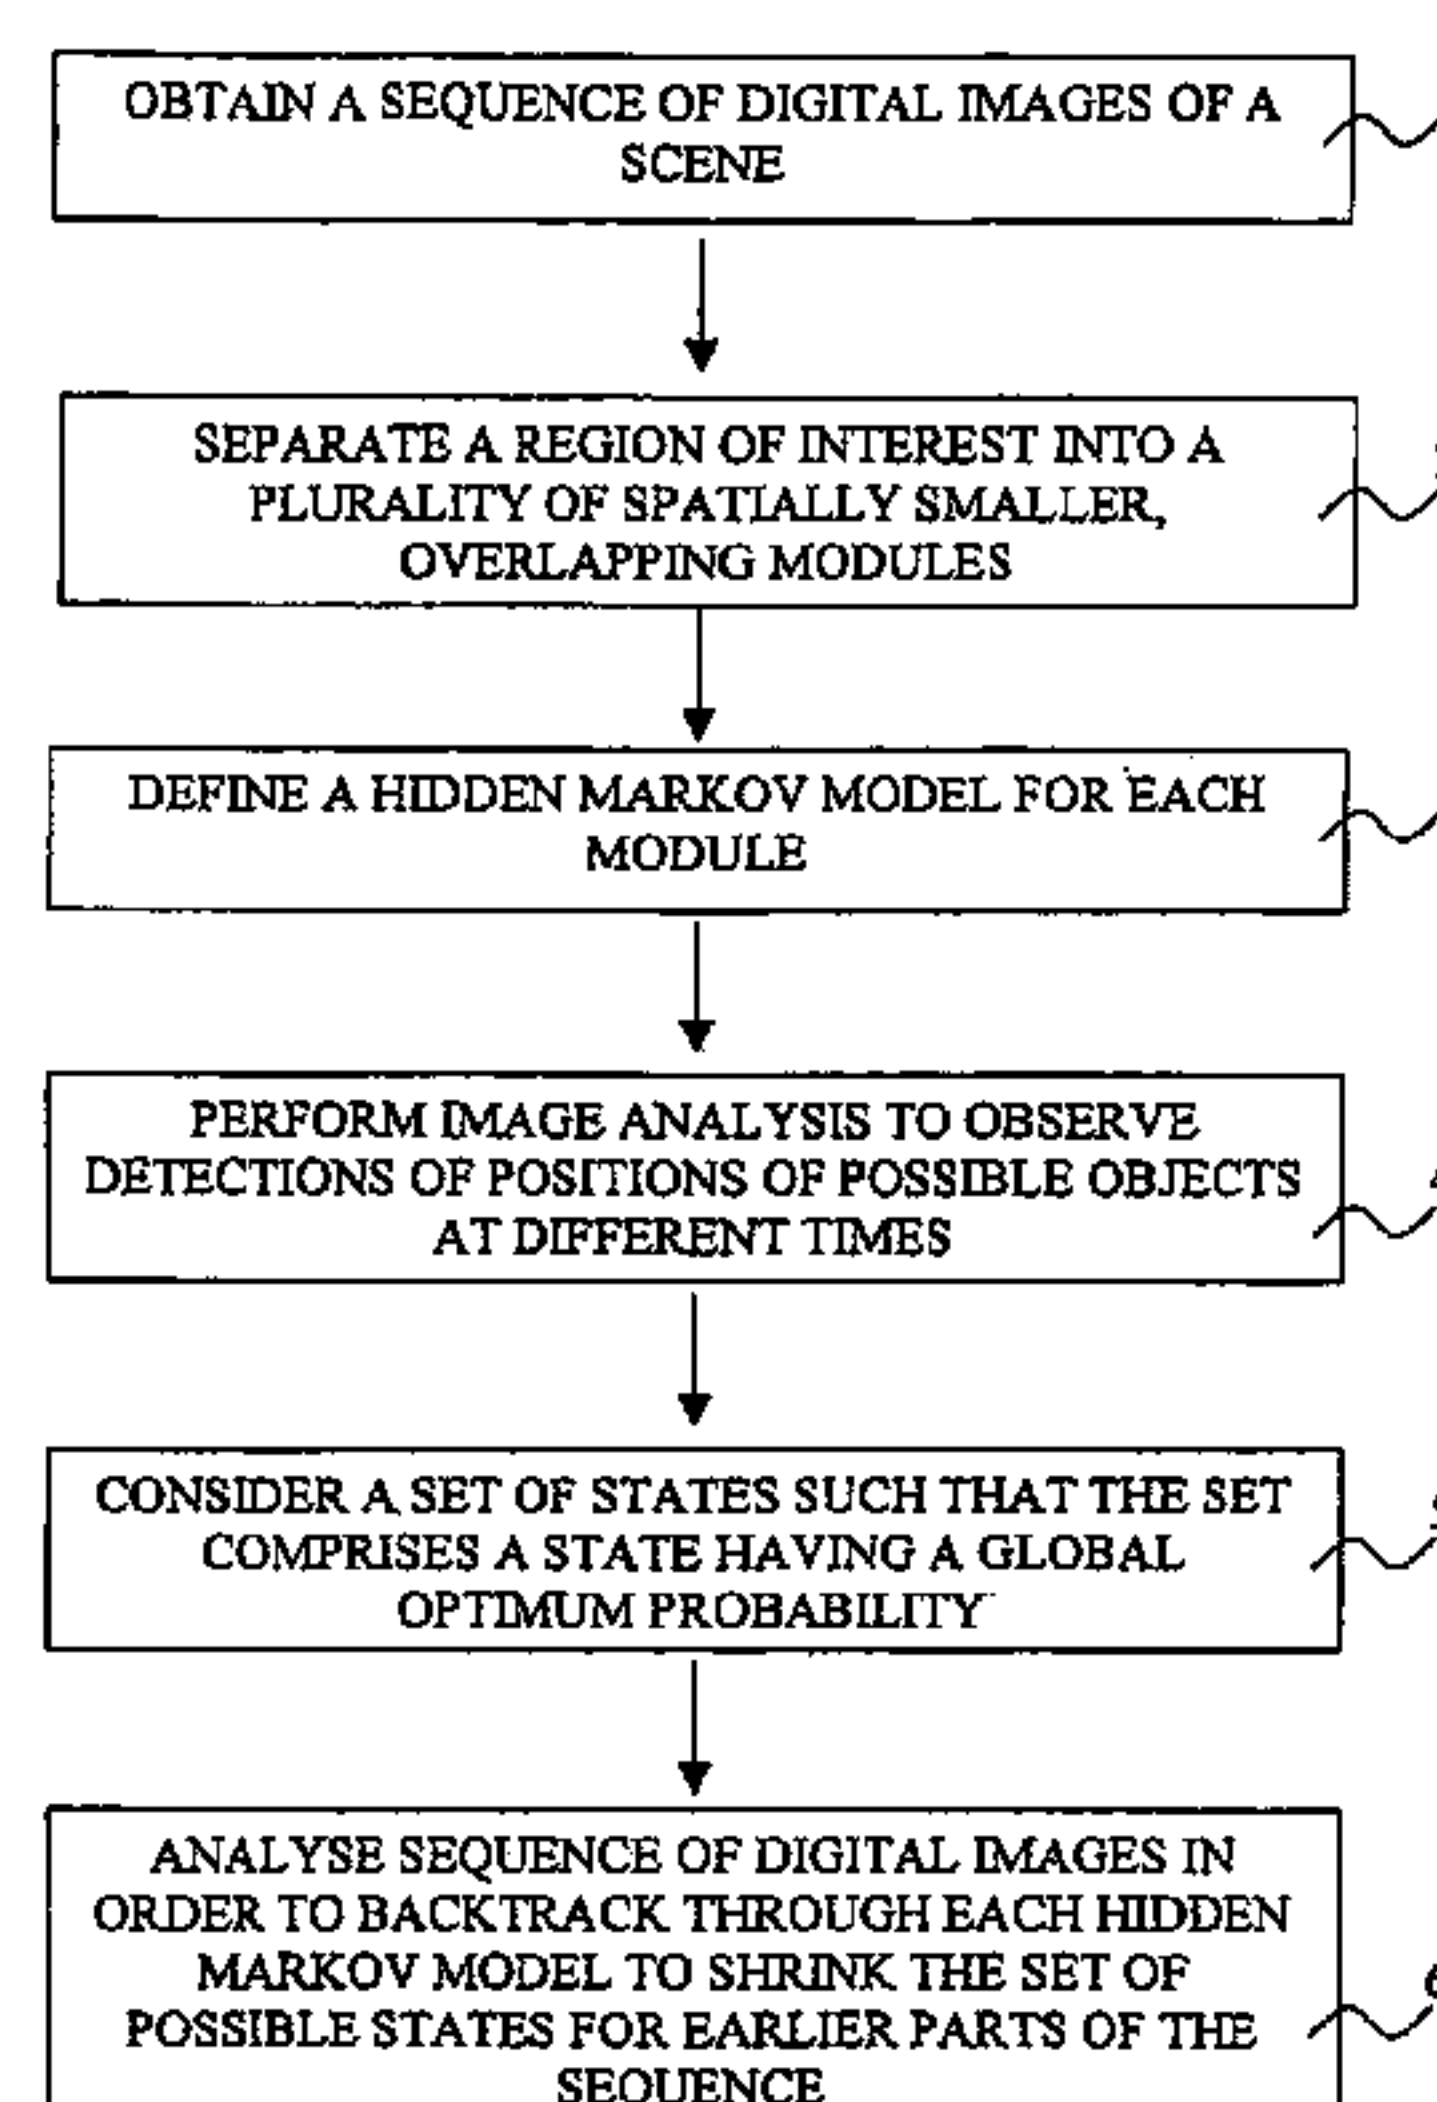 OBTAIN A SEQUENCE OF DIGITAL IMAGES OF A
SCENE
SEPARATE A REGION OF INTEREST INTO A
PLURALITY OF SPATIALLY SMALLER,
OVERLAPPING MODULES
DEFINE A HIDDEN MARKOV MODEL FOR EACH
MODULE
PERFORM IMAGE ANALYSIS TO OBSERVE
DETECTIONS OF POSITIONS OF POSSIBLE OBJECTS
AT DIFFERENT TIMES
CONSIDER A SET OF STATES SUCH THAT THE SET
COMPRISES A STATE HAVING A GLOBAL
OPTIMUM PROBABILITY
ANALYSE SEQUENCE OF DIGITAL IMAGES IN
ORDER TO BACKTRACK THROUGH EACH HIDDEN
MARKOV MODEL TO SHRINK THE SET OF
POSSIBLE STATES FOR EARLIER PARTS OF THE
SEQUENCE